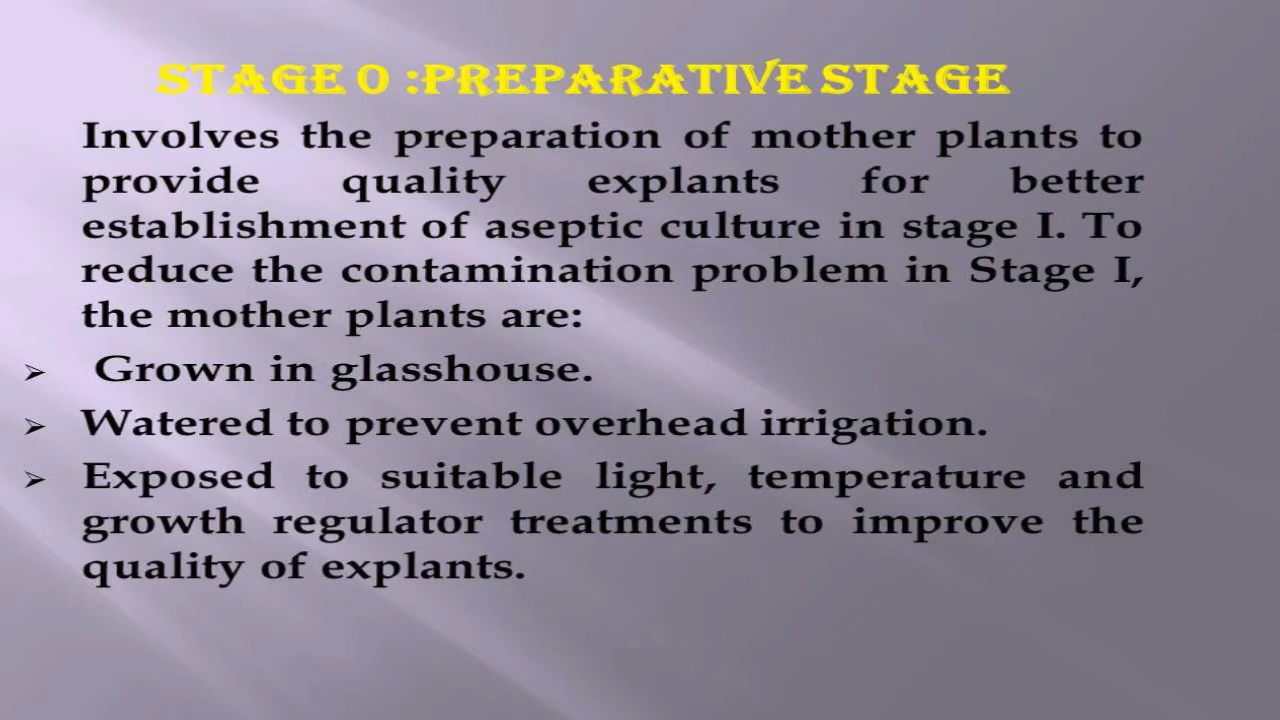 STAGE 0 :PREPARATIVE STAGE
Involves the preparation of mother plants to
provide quality explants for better
establishment of aseptic culture in stage I. To
reduce the contamination problem in Stage I,
the mother plants are:
➢ Grown in glasshouse.
➢ Watered to prevent overhead irrigation.
➢ Exposed to suitable light, temperature and
growth regulator treatments to improve the
quality of explants.